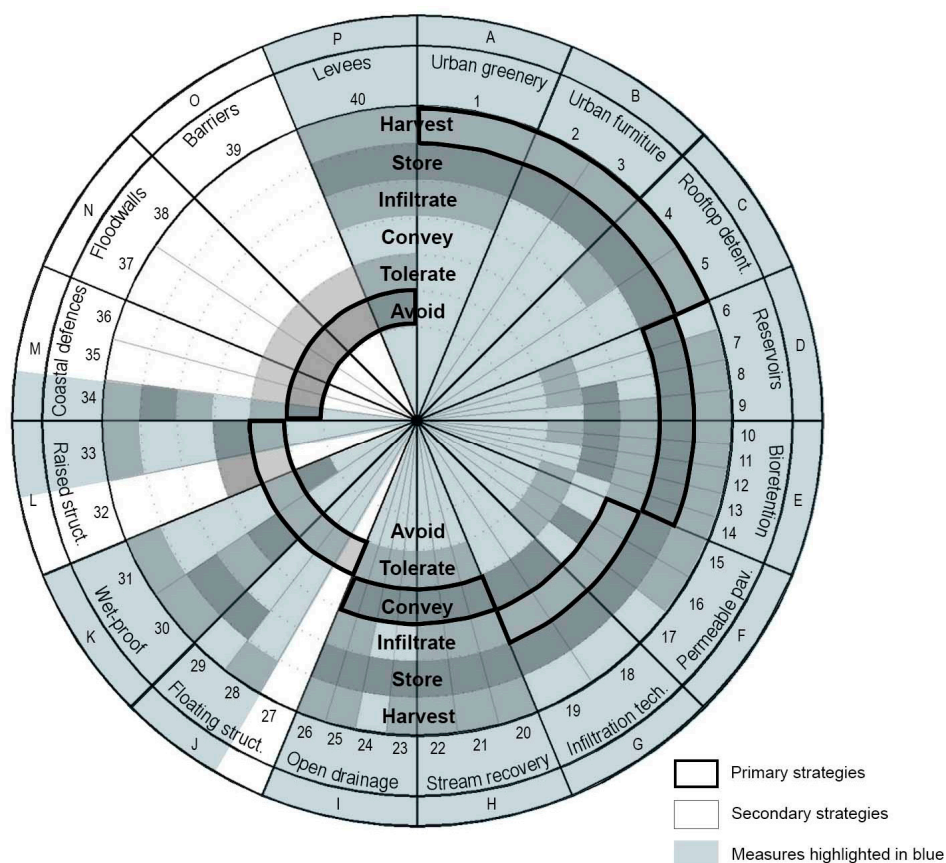 P
A
Levees
Urban greenery
40
1
O
Barriers
39
B
Urban furniture
2
3
N
Floodwalls
38
37
C
Rooftop detent.
4
5
M
Coastal defences
36
35
34
D
Reservoirs
6
7
8
9
Harvest
Store
Infiltrate
Convey
Tolerate
Avoid
L
Raised struct.
33
32
E
Bioretention
10
11
12
13
14
K
Wet-proof
31
30
F
Permeable pav.
15
16
17
J
Floating struct.
29
28
27
G
Infiltration tech.
18
19
Avoid
Tolerate
Convey
Infiltrate
Store
Harvest
26
25
24
23
22
21
20
Open drainage
Stream recovery
I
H
Primary strategies
Secondary strategies
Measures highlighted in blue